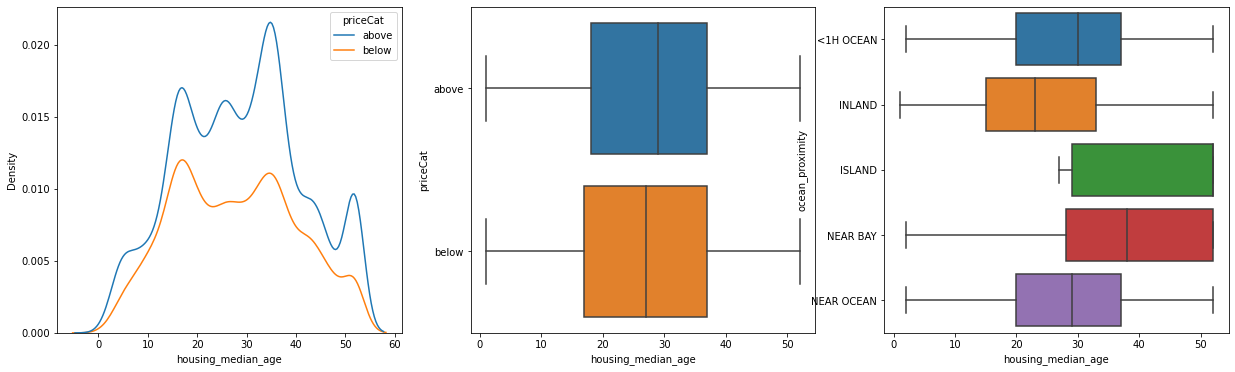 priceCat
above
below
0.020
0.015
0.010
0.005
0.000
Density
0 10 20 30 40 50 60
housing_median_age
above
below
priceCat
0 10 20 30 40 50
housing_median_age
<1H OCEAN
INLAND
ISLAND
NEAR BAY
NEAR OCEAN
ocean_proximity
0 10 20 30 40 50
housing_median_age